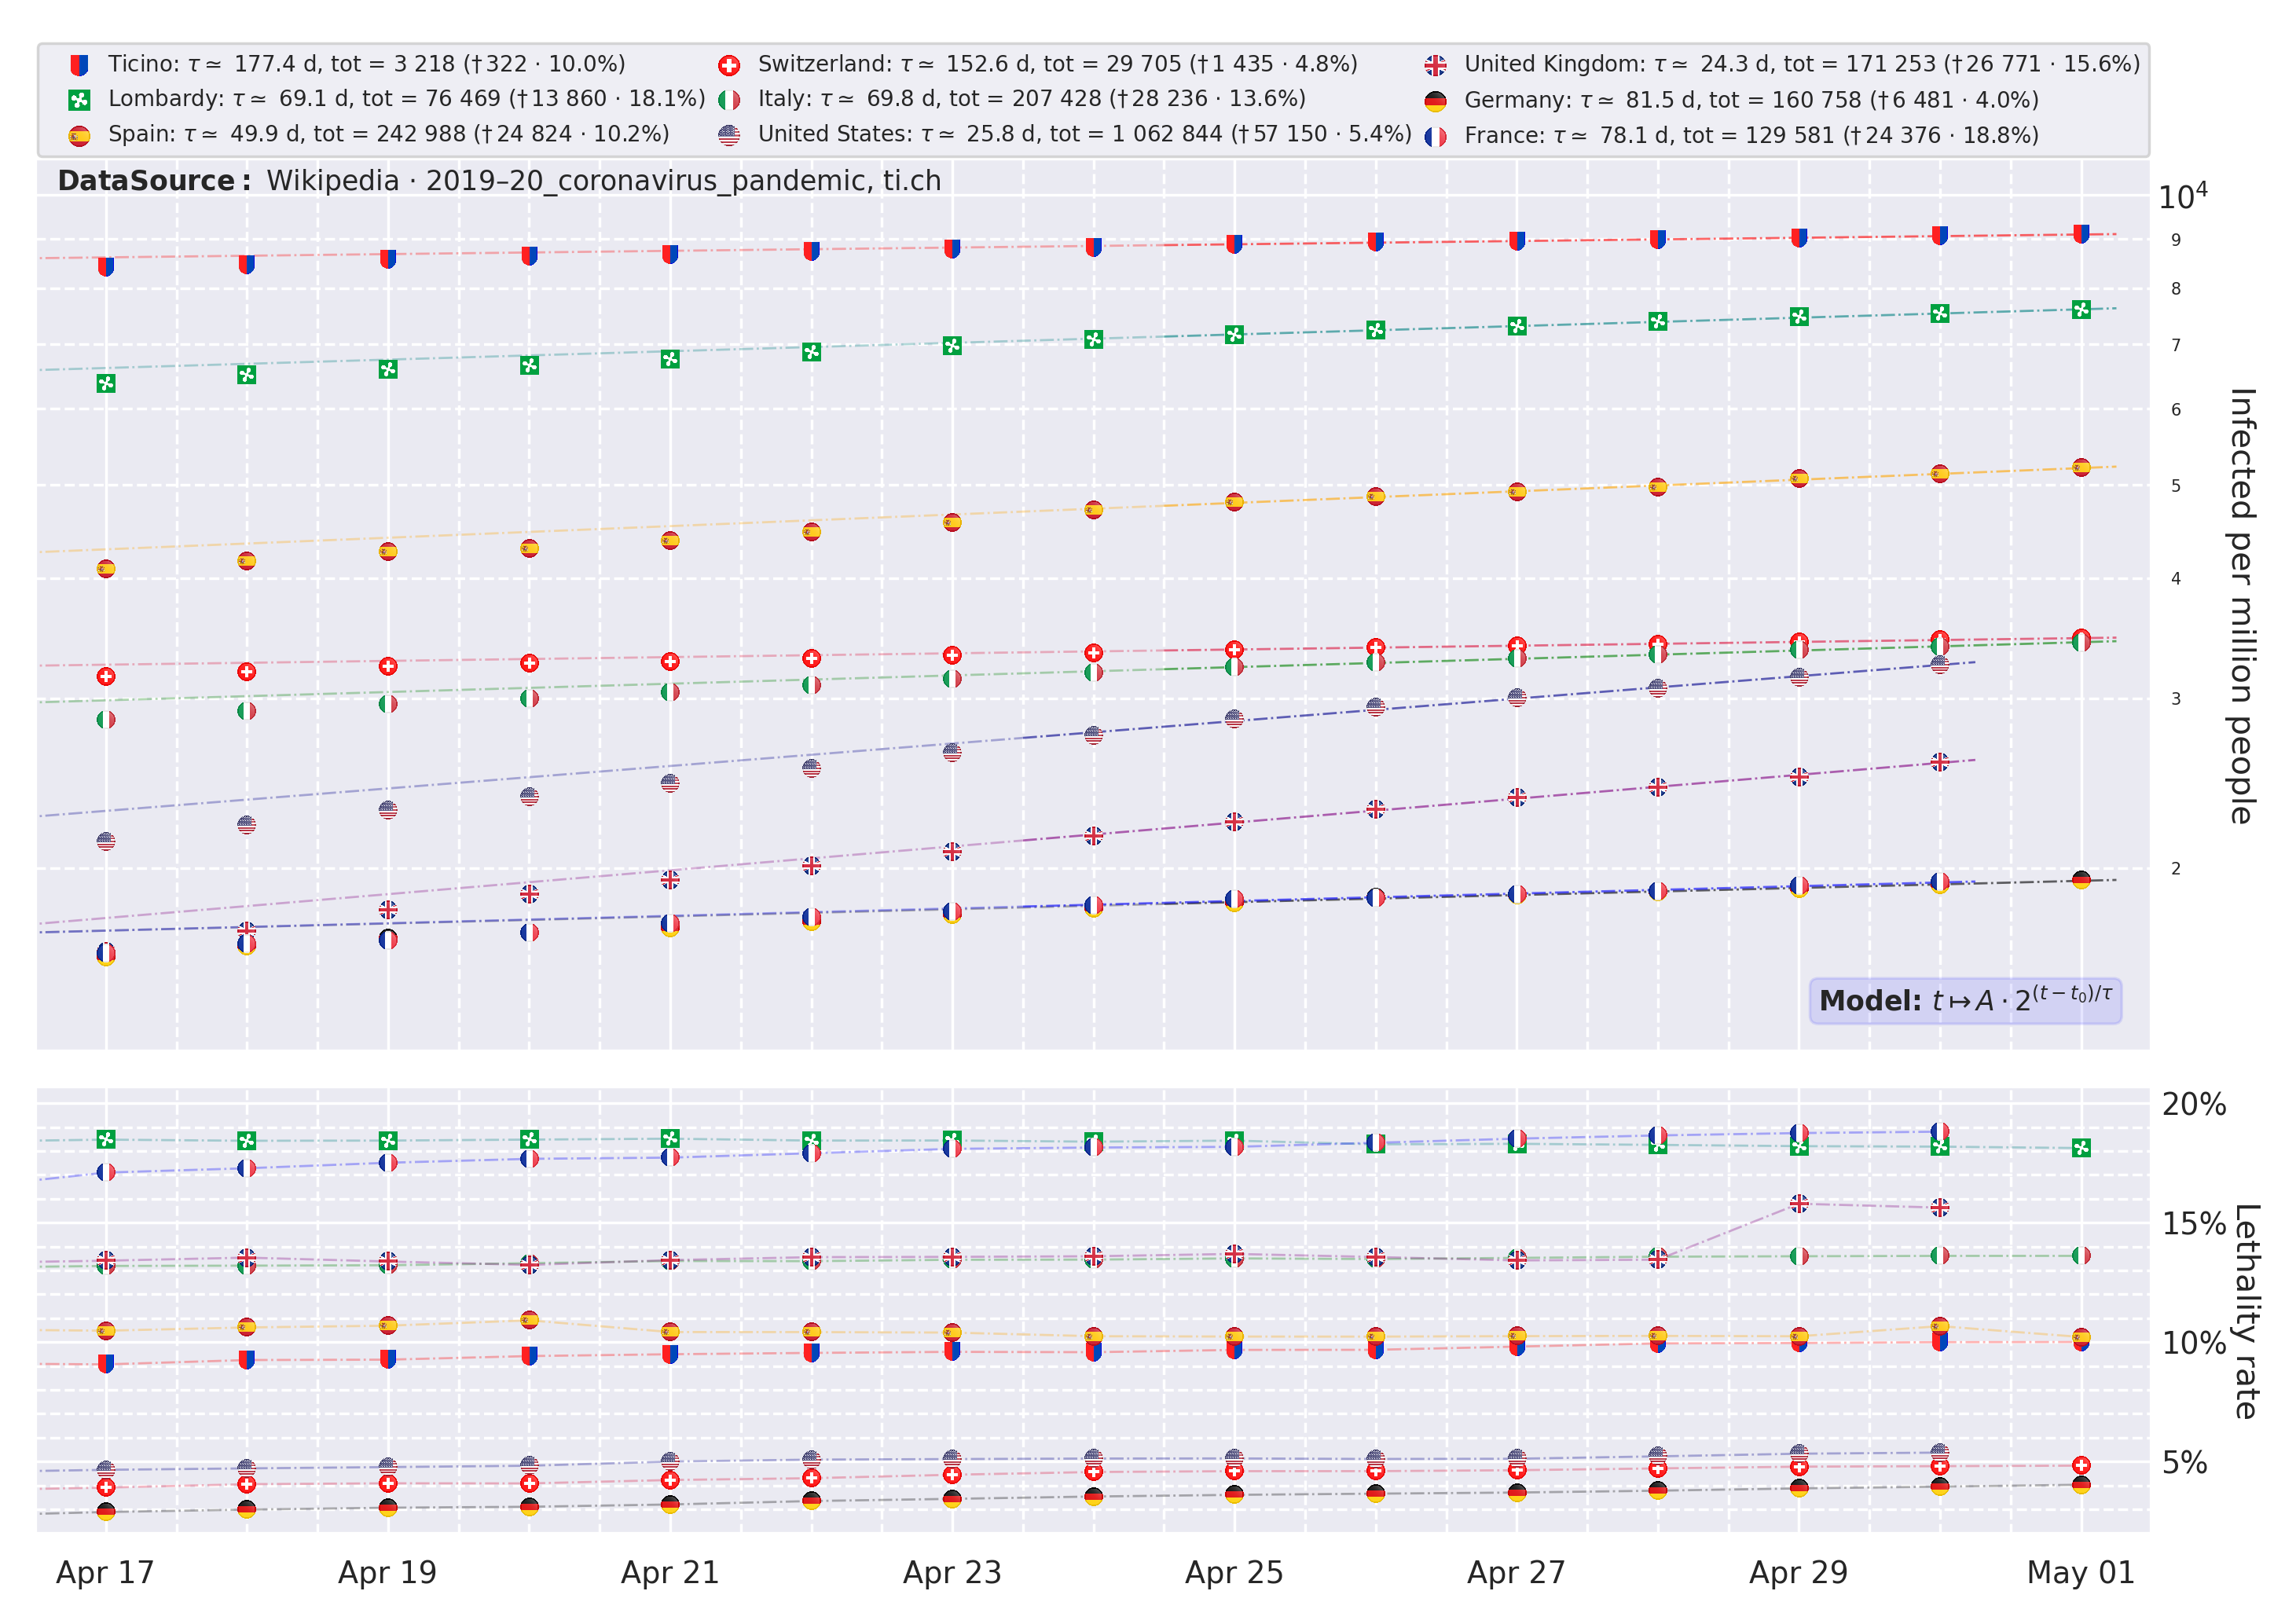 Ticino: τ ≃ 177.4 d, tot = 3 218 (†322 · 10.0%)
Switzerland: τ ≃ 152.6 d, tot = 29 705 (†1 435 · 4.8%)
United Kingdom: τ ≃ 24.3 d, tot = 171 253 (†26 771 · 15.6%)
Lombardy: τ ≃ 69.1 d, tot = 76 469 (†13 860 · 18.1%)
Italy: τ ≃ 69.8 d, tot = 207 428 (†28 236 · 13.6%)
Germany: τ ≃ 81.5 d, tot = 160 758 (†6 481 · 4.0%)
Spain: τ ≃ 49.9 d, tot = 242 988 (†24 824 · 10.2%)
United States: τ ≃ 25.8 d, tot = 1 062 844 (†57 150 · 5.4%)
France: τ ≃ 78.1 d, tot = 129 581 (†24 376 · 18.8%)
DataSource: Wikipedia · 2019–20_coronavirus_pandemic, ti.ch
10⁴
9
8
7
6
5
4
3
2
Infected per million people
Model: t ↦ A · 2^{(t − t₀)/τ}
20%
15%
10%
5%
Lethality rate
Apr 17
Apr 19
Apr 21
Apr 23
Apr 25
Apr 27
Apr 29
May 01